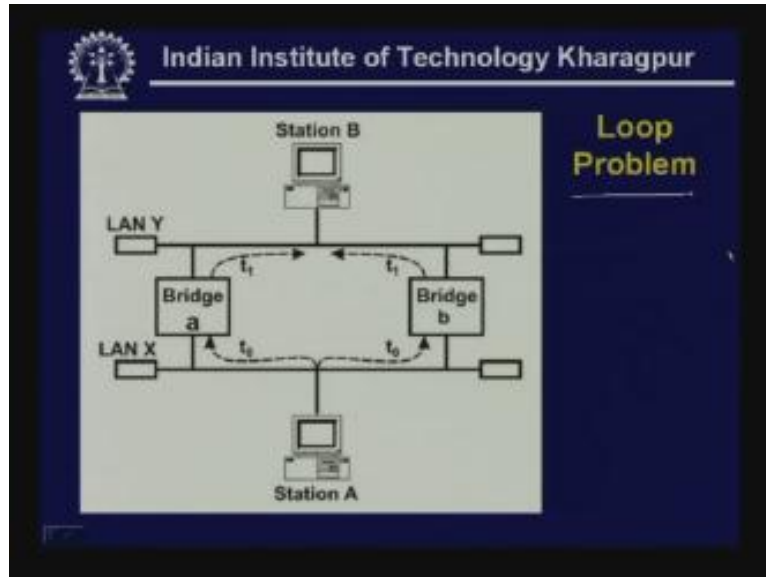 Indian Institute of Technology Kharagpur
Loop
Problem
Station B
LAN Y
t₁
t₁
Bridge
a
Bridge
b
LAN X
t₀
t₀
Station A